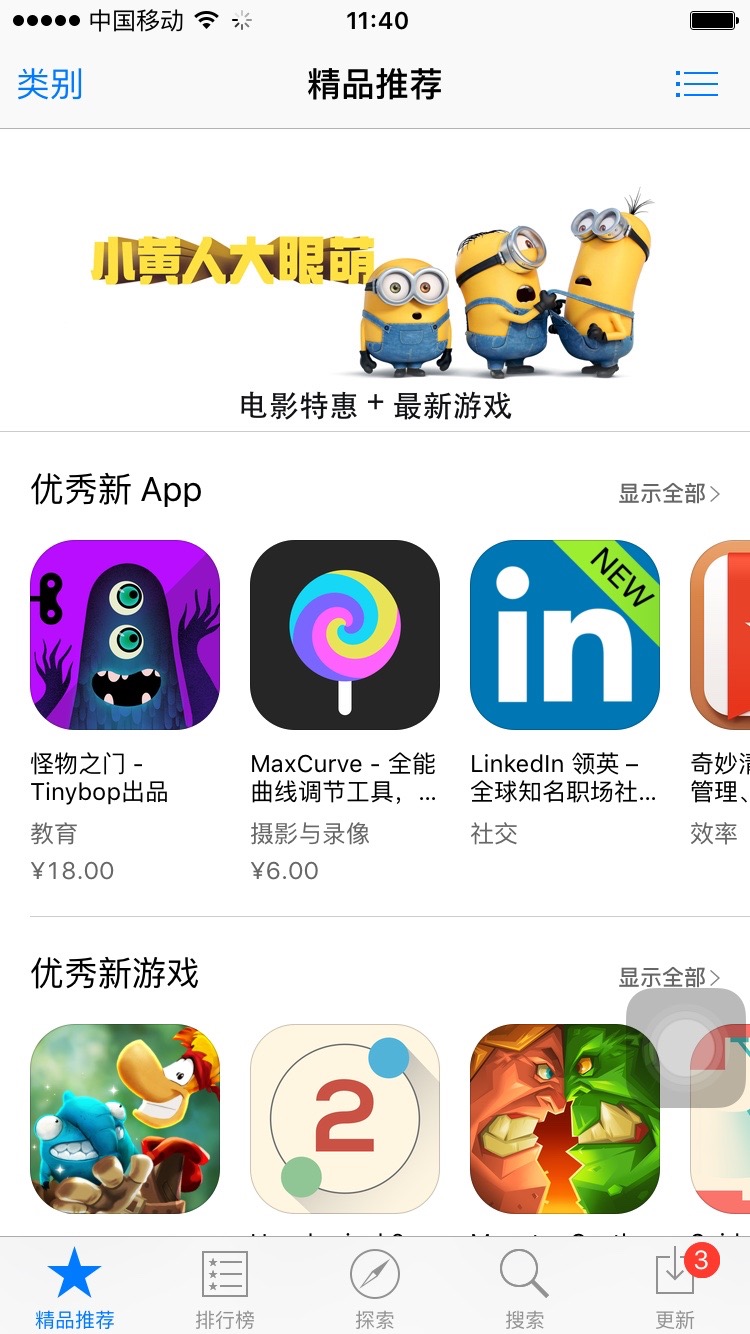 中国移动
11:40
类别
精品推荐
小黄人大眼萌
电影特惠 + 最新游戏
优秀新 App
显示全部
in
NEW
怪物之门 -
Tinybop出品
教育
¥18.00
MaxCurve - 全能
曲线调节工具，...
摄影与录像
¥6.00
LinkedIn 领英 –
全球知名职场社...
社交
奇妙
管理、
效率
优秀新游戏
显示全部
2
精品推荐
排行榜
探索
搜索
3
更新